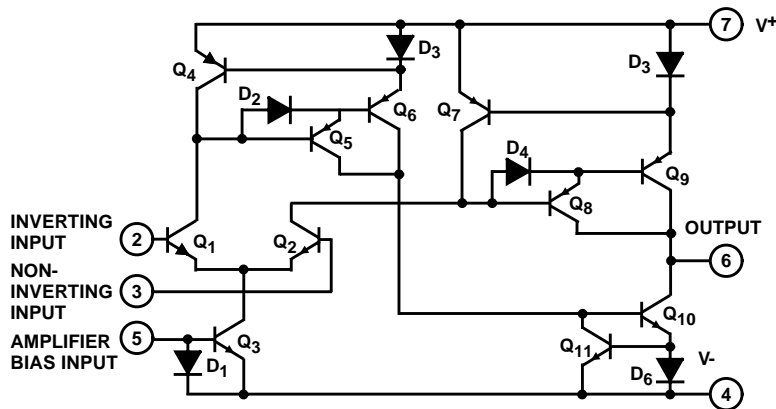 7 V+
D3
D3
Q4
D2
Q6
Q7
Q5
D4
Q9
Q8
INVERTING
INPUT
2
Q1
Q2
OUTPUT
6
NON-
INVERTING
INPUT
3
AMPLIFIER
BIAS INPUT
5
Q3
D1
Q10
Q11
V-
D6
4